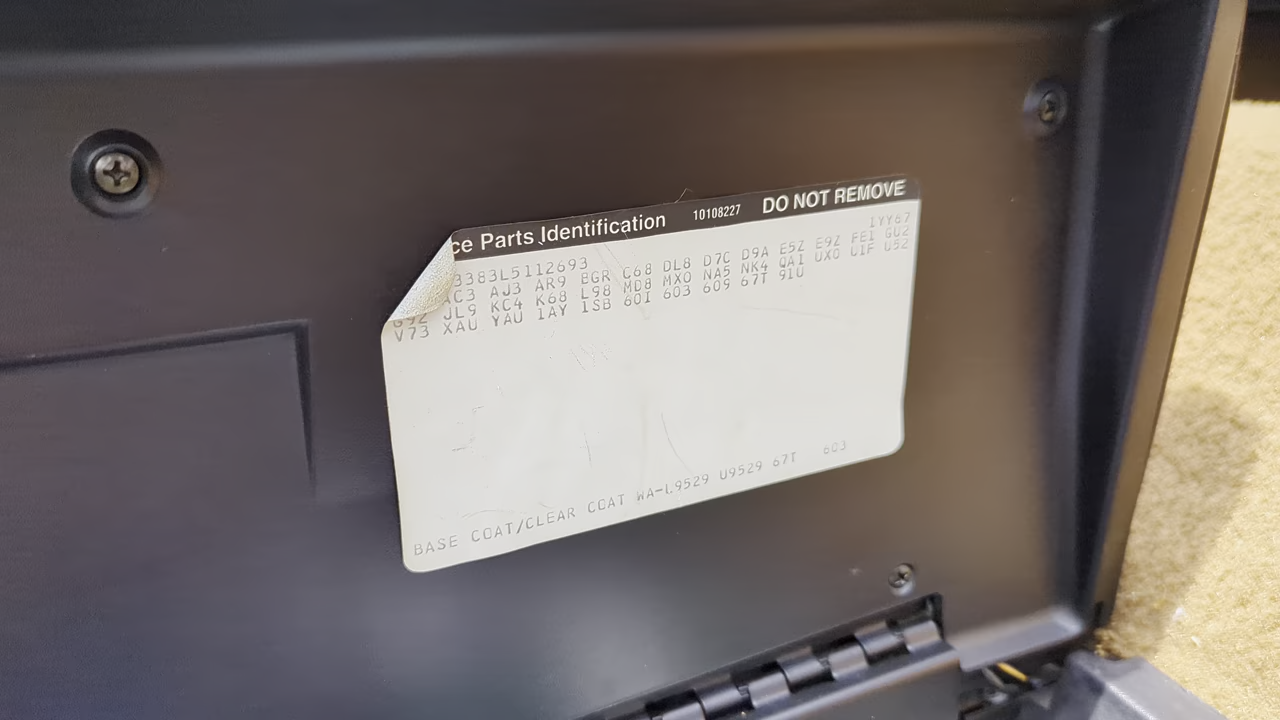 ce Parts Identification 10108227 DO NOT REMOVE
3383L5112693 1YY67
AC3 AJ3 AR9 BGR C68 DL8 D7C D9A E5Z E9Z FE1 GU2
G92 JL9 KC4 K68 L98 MD8 MX0 NA5 NK4 QA1 UX0 U1F U52
V73 XAU YAU 1AY 1SB 60I 603 609 67T 91U
BASE COAT/CLEAR COAT WA-L9529 U9529 67T 603